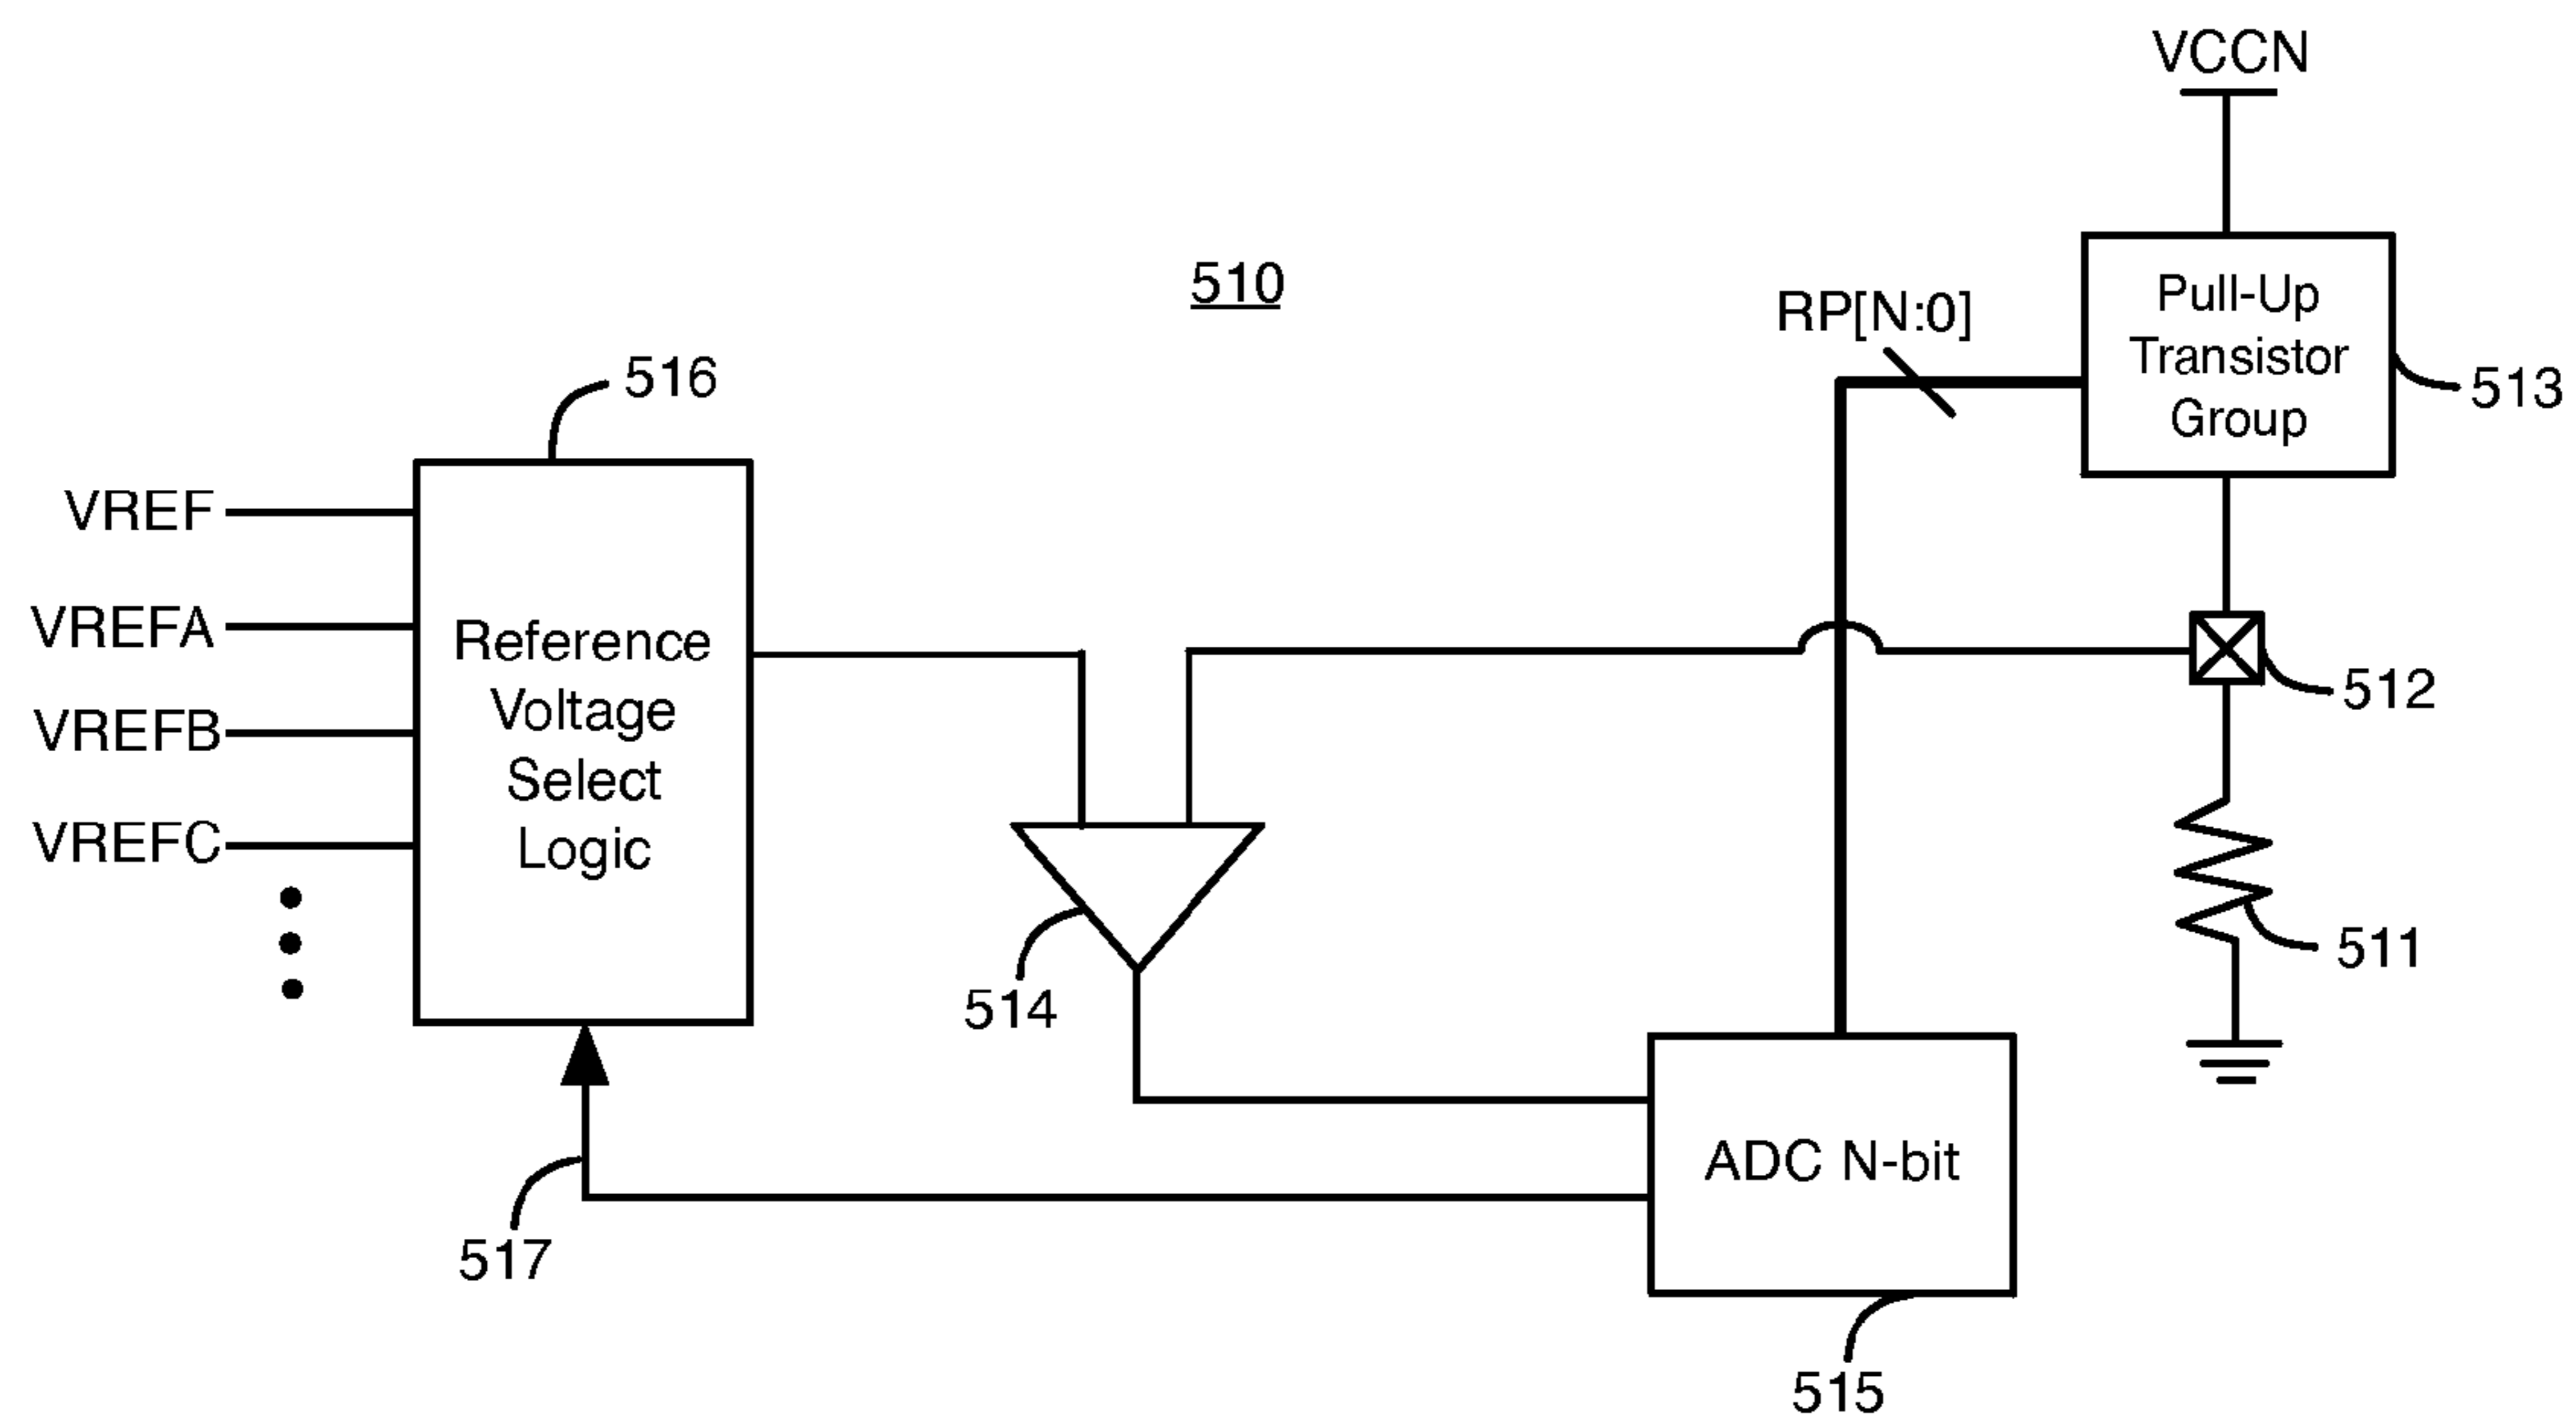 VCCN
510
RP[N:0]
Pull-Up
Transistor
Group
513
516
VREF
VREFA
VREFB
VREFC
Reference
Voltage
Select
Logic
512
511
514
517
ADC N-bit
515